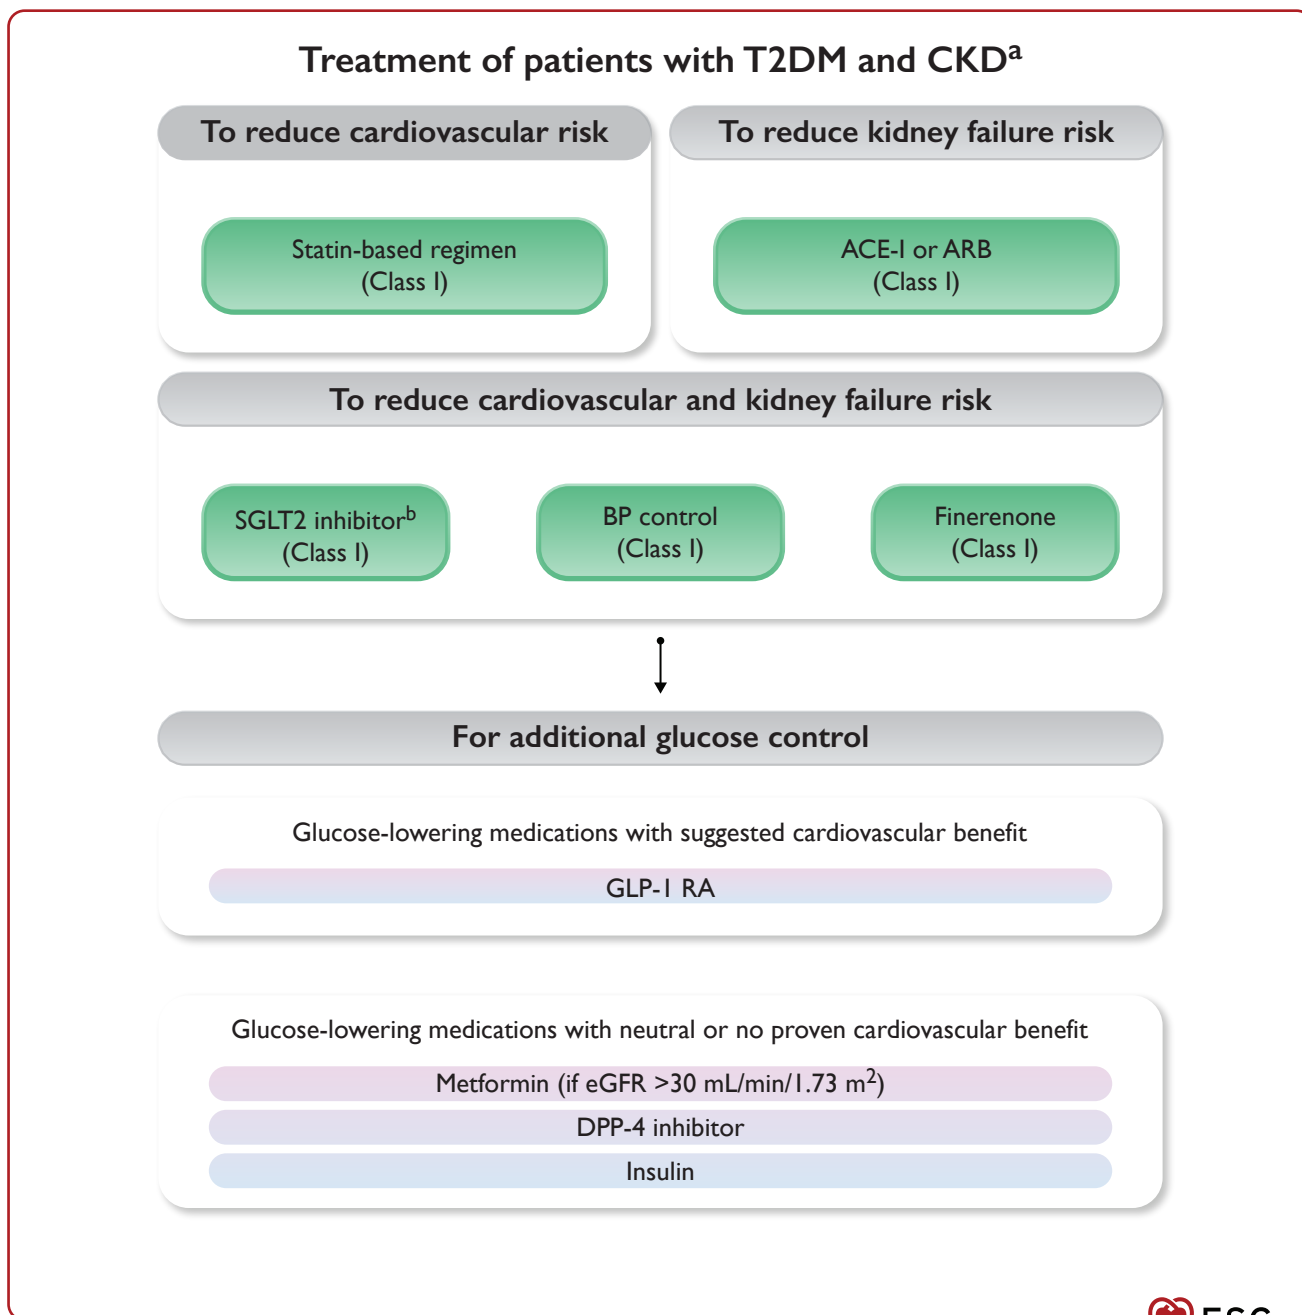 Treatment of patients with T2DM and CKDᵃ
To reduce cardiovascular risk
To reduce kidney failure risk
Statin-based regimen
(Class I)
ACE-I or ARB
(Class I)
To reduce cardiovascular and kidney failure risk
SGLT2 inhibitorᵇ
(Class I)
BP control
(Class I)
Finerenone
(Class I)
For additional glucose control
Glucose-lowering medications with suggested cardiovascular benefit
GLP-1 RA
Glucose-lowering medications with neutral or no proven cardiovascular benefit
Metformin (if eGFR >30 mL/min/1.73 m²)
DPP-4 inhibitor
Insulin
ESC